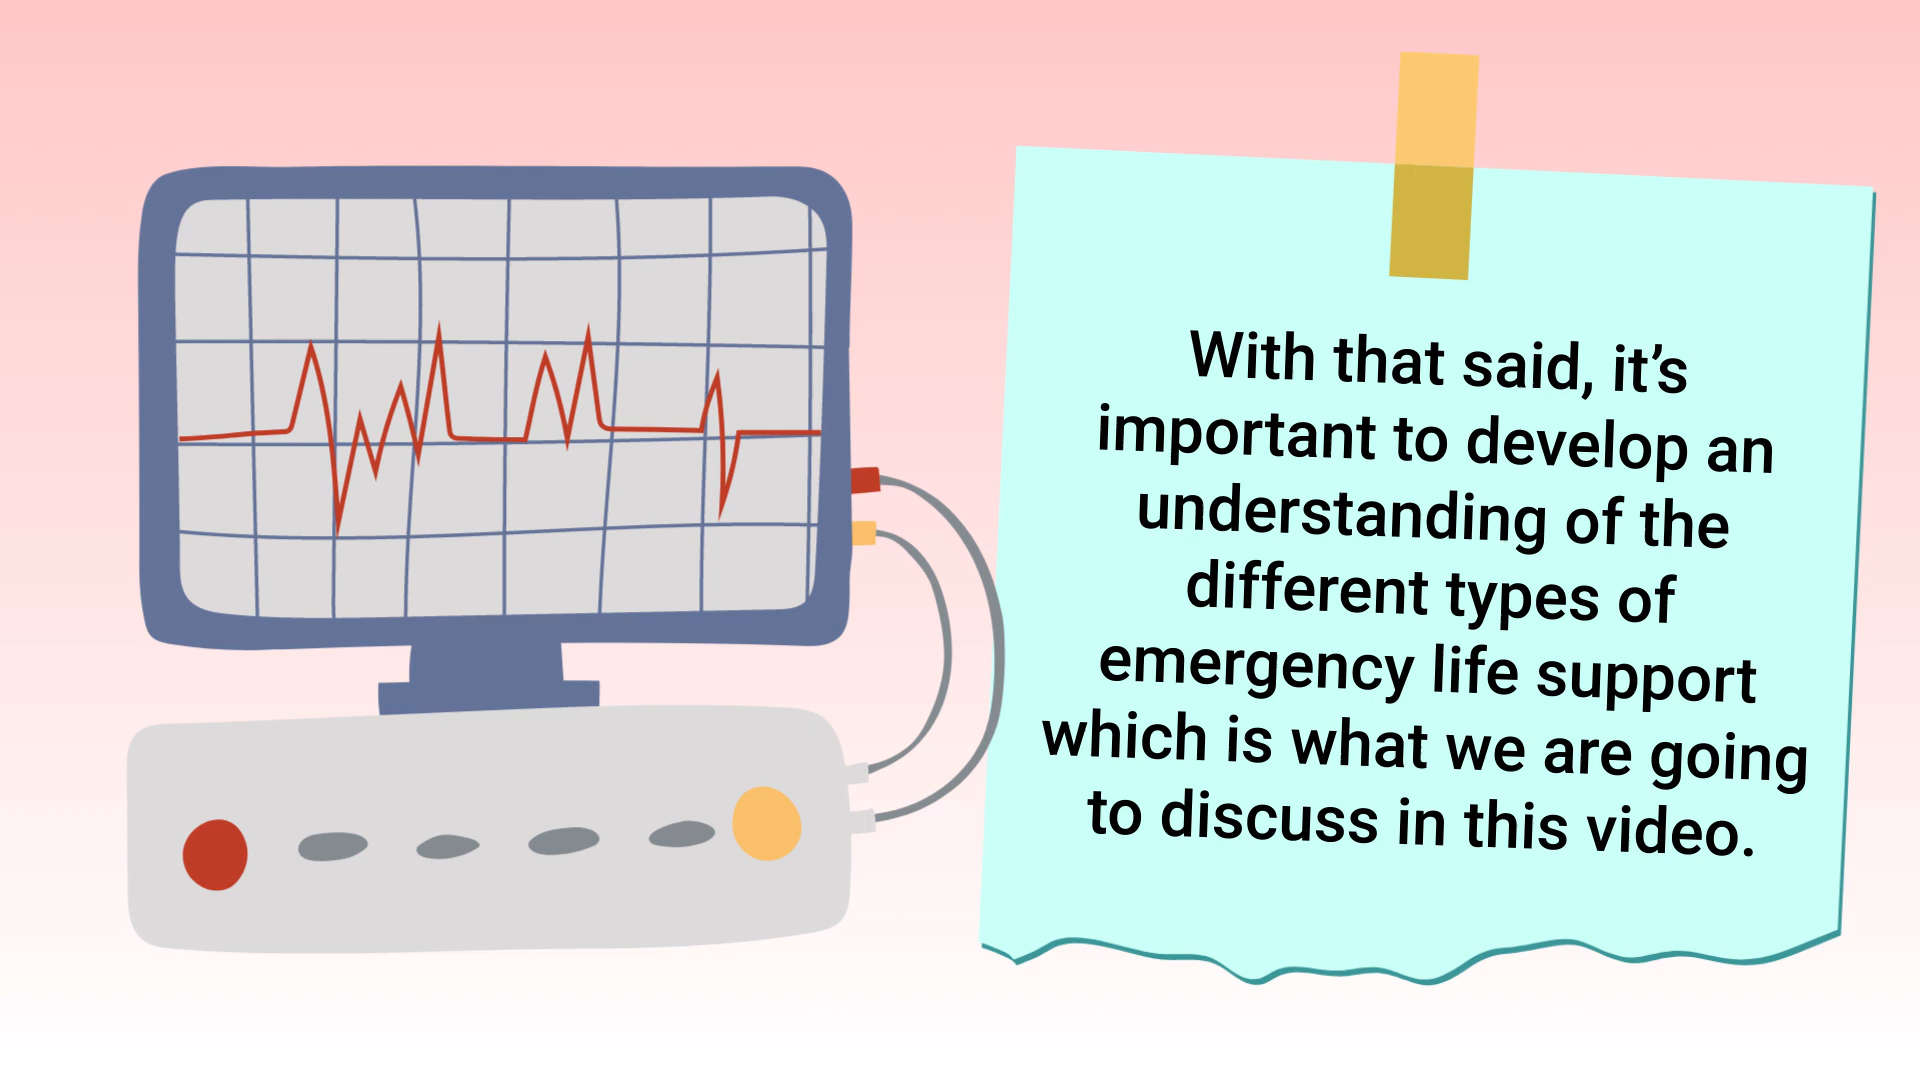 With that said, it’s
important to develop an
understanding of the
different types of
emergency life support
which is what we are going
to discuss in this video.